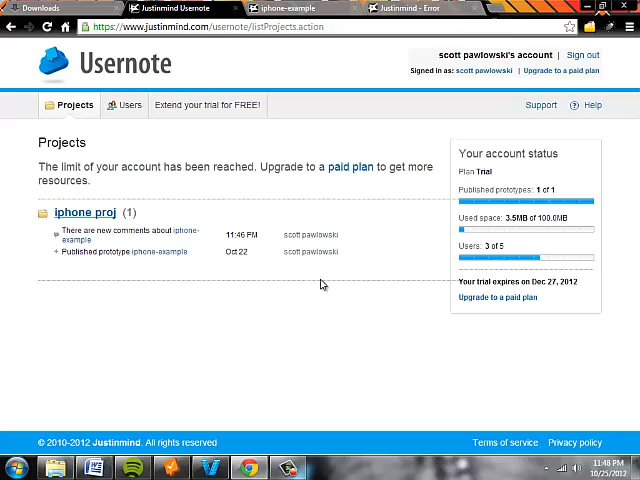 Downloads
Justinmind Usernote
iphone-example
Justinmind - Error
https://www.justinmind.com/usernote/listProjects.action
Usernote
scott pawlowski's account | Sign out
Signed in as: scott pawlowski | Upgrade to a paid plan
Projects
Users
Extend your trial for FREE!
Support
Help
Projects
The limit of your account has been reached. Upgrade to a paid plan to get more
resources.
iphone proj (1)
There are new comments about iphone-
example
11:46 PM
scott pawlowski
Published prototype iphone-example
Oct 22
scott pawlowski
Your account status
Plan Trial
Published prototypes: 1 of 1
Used space: 3.5MB of 100.0MB
Users: 3 of 5
Your trial expires on Dec 27, 2012
Upgrade to a paid plan
© 2010-2012 Justinmind. All rights reserved
Terms of service
Privacy policy
11:48 PM
10/25/2012